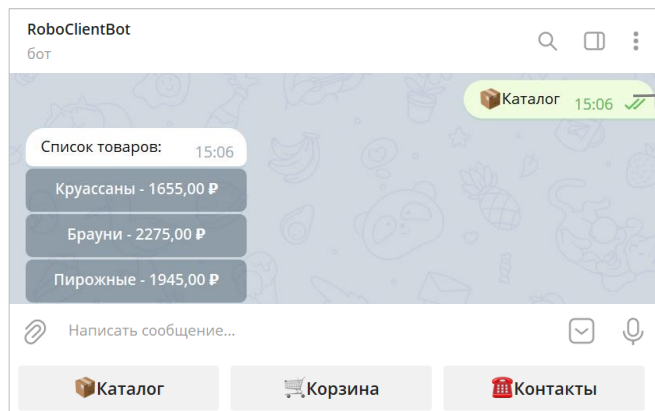 RoboClientBot
бот
📦Каталог 15:06
Список товаров: 15:06
Круассаны - 1655,00 ₽
Брауни - 2275,00 ₽
Пирожные - 1945,00 ₽
Написать сообщение...
📦Каталог
🛒Корзина
☎️Контакты